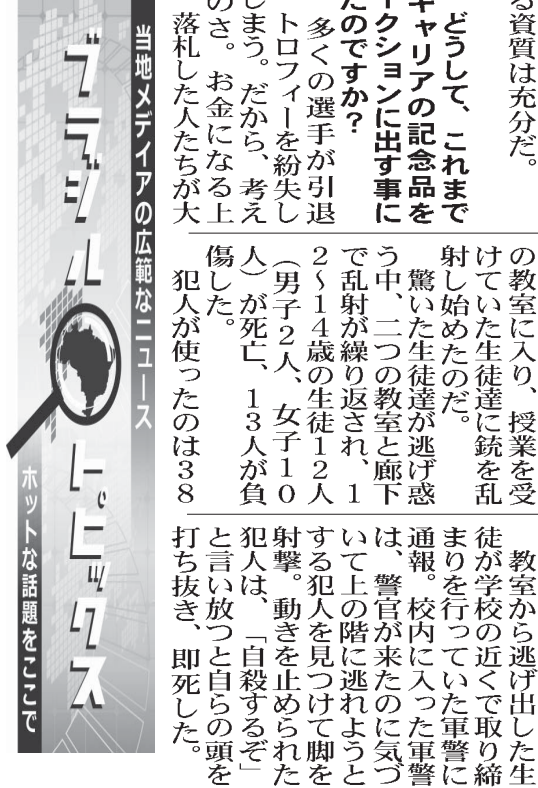 る資質は充分だ。
どうして、これまで
キャリアの記念品を
ークションに出す事に
たのですか？
多くの選手が引退
トロフィーを紛失し
しまう。だから、考え
のさ。お金になる上
落札した人たちが大
の教室に入り、授業を受
けていた生徒達に銃を乱
射し始めたのだ。
驚いた生徒達が逃げ惑
う中、二つの教室と廊下
で乱射が繰り返され、１
２～１４歳の生徒１２人
（男子２人、女子１０
人）が死亡、１３人が負
傷した。
犯人が使ったのは３８
教室から逃げ出した生
徒が学校の近くで取り締
まりを行っていた軍警に
通報。校内に入った軍警
は、警官が来たのに気づ
いて上の階に逃れようと
する犯人を見つけて脚を
射撃。動きを止められた
犯人は、「自殺するぞ」
と言い放つと自らの頭を
打ち抜き、即死した。
当地メデイアの広範なニュース
ブラジル トピックス
ホットな話題をここで